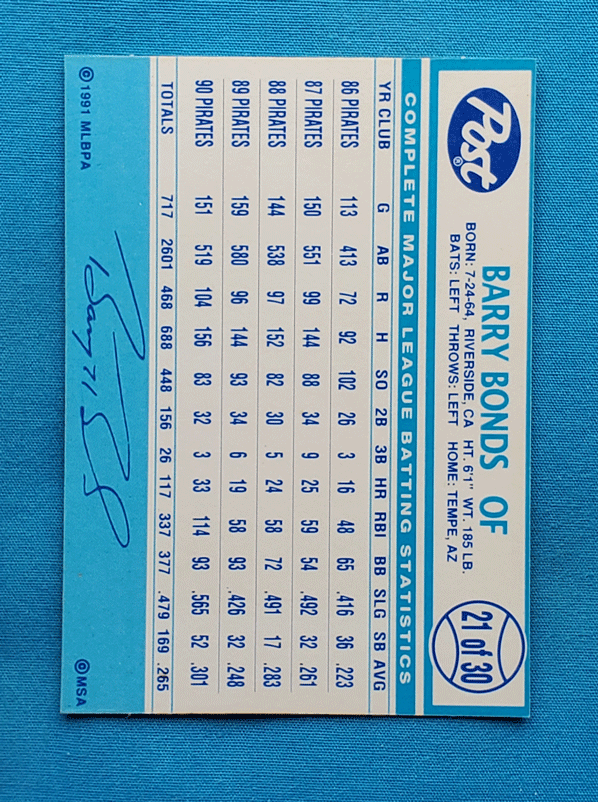 Post®
BARRY BONDS OF
BORN: 7-24-64, RIVERSIDE, CA HT. 6'1" WT. 185 LB.
BATS: LEFT THROWS: LEFT HOME: TEMPE, AZ
21 of 30
COMPLETE MAJOR LEAGUE BATTING STATISTICS
YR CLUB G AB R H SO 2B 3B HR RBI BB SLG SB AVG
86 PIRATES 113 413 72 92 102 26 3 16 48 65 .416 36 .223
87 PIRATES 150 551 99 144 88 34 9 25 59 54 .492 32 .261
88 PIRATES 144 538 97 152 82 30 5 24 58 72 .491 17 .283
89 PIRATES 159 580 96 144 93 34 6 19 58 93 .426 32 .248
90 PIRATES 151 519 104 156 83 32 3 33 114 93 .565 52 .301
TOTALS 717 2601 468 688 448 156 26 117 337 377 .479 169 .265
© 1991 MLBPA
© MSA